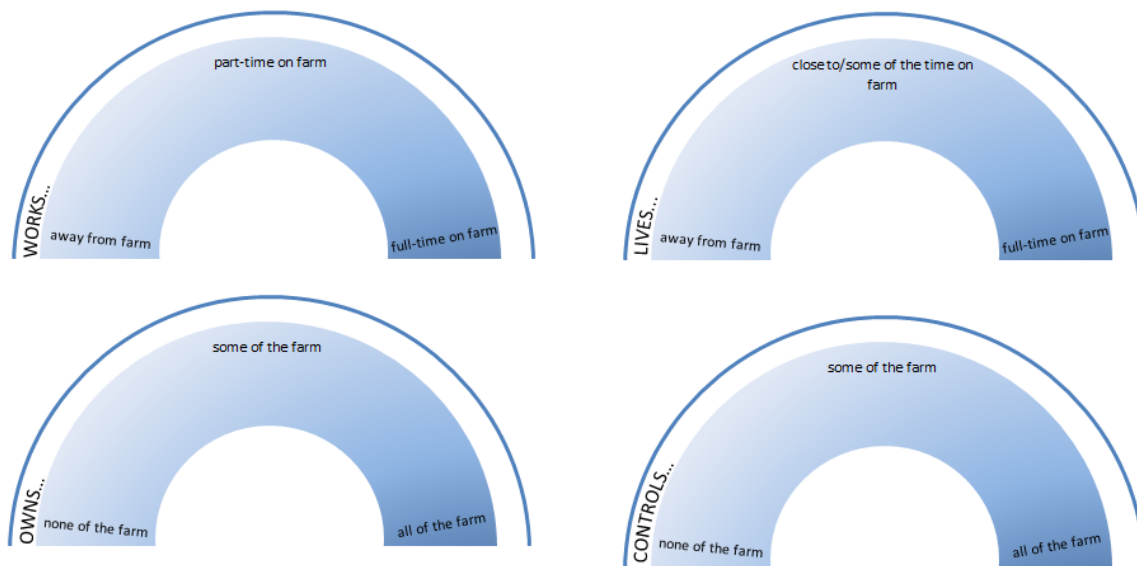 part-time on farm
WORKS...
away from farm
full-time on farm
close to/some of the time on
farm
LIVES...
away from farm
full-time on farm
some of the farm
OWNS...
none of the farm
all of the farm
some of the farm
CONTROLS...
none of the farm
all of the farm